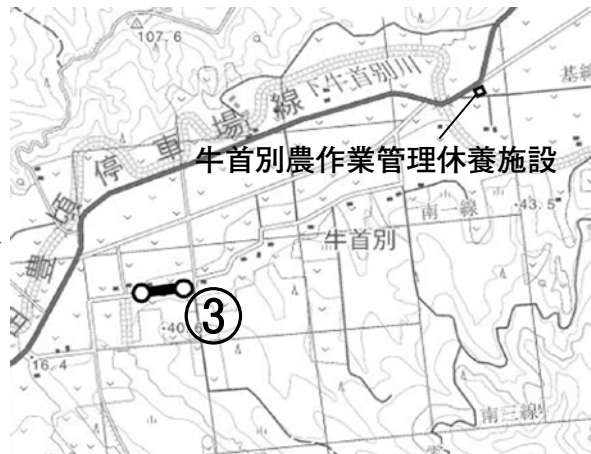 107.6
豊頃停車場線
下牛首別川
基線
牛首別農作業管理休養施設
南一線
43.5
牛首別
③
16.4
南三線